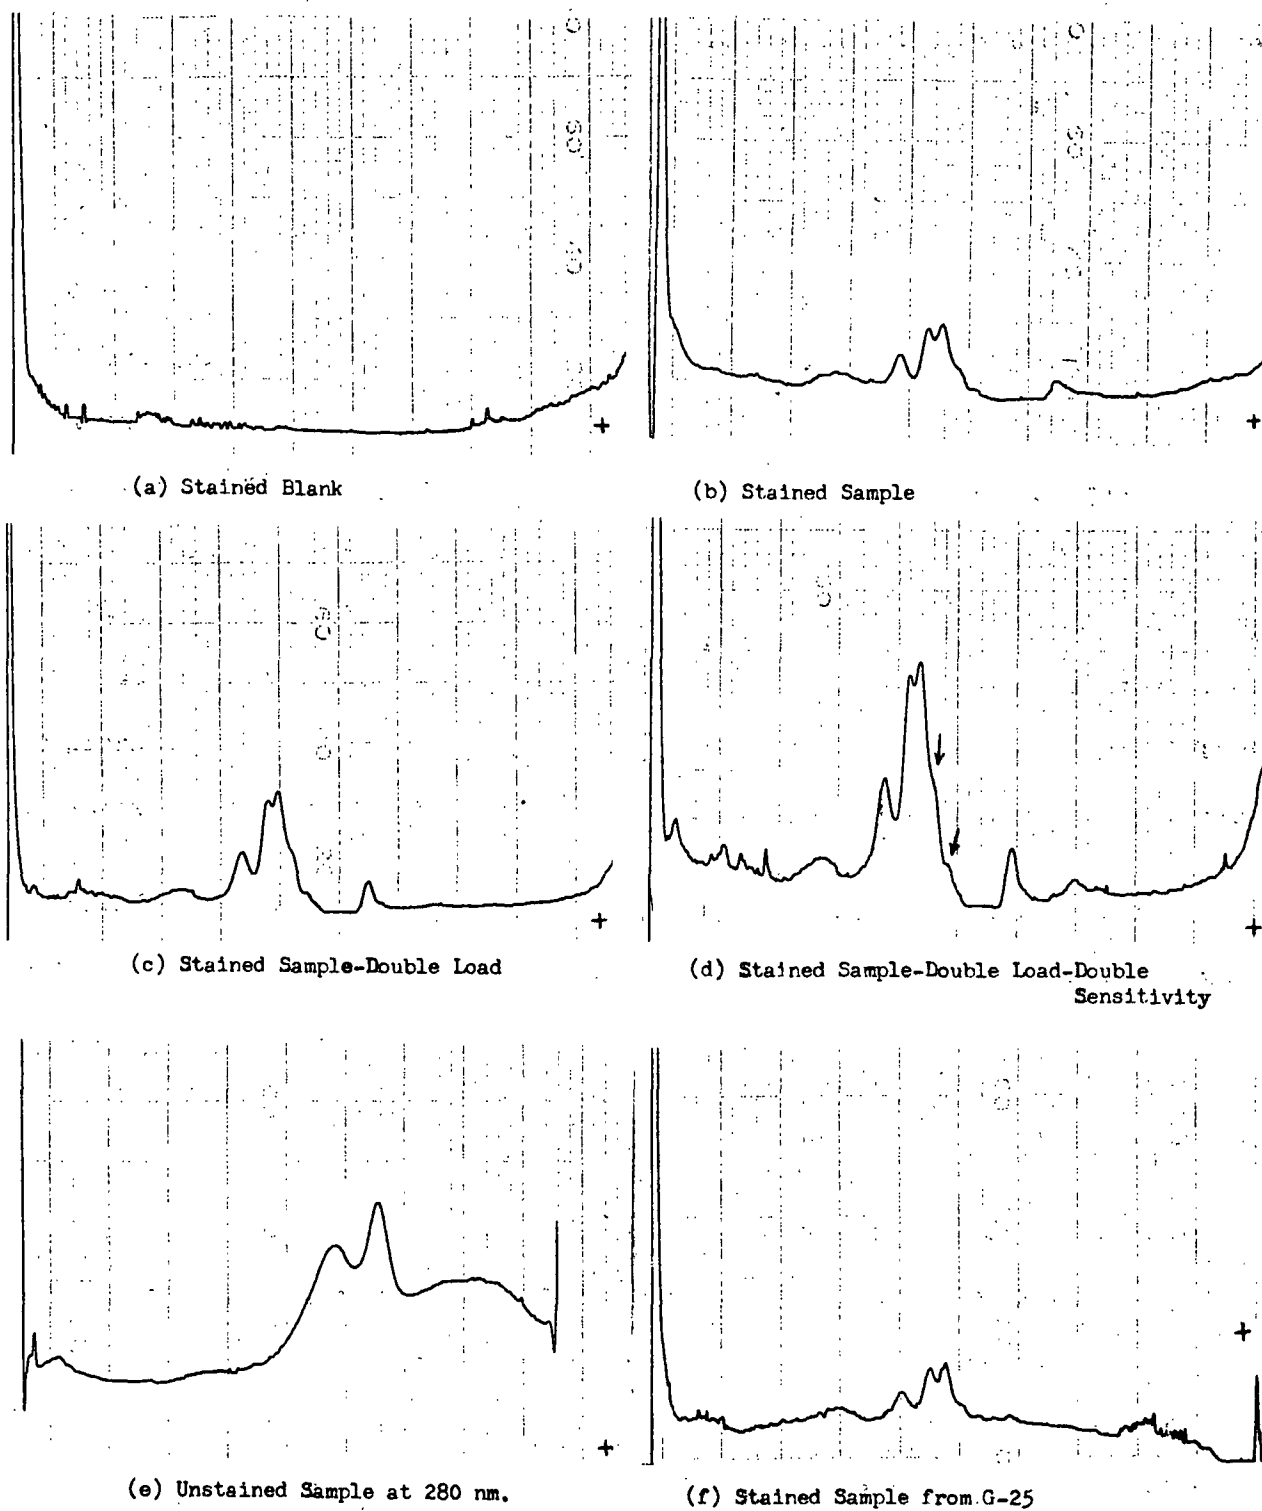 +
+
(a) Stained Blank
(b) Stained Sample
+
+
(c) Stained Sample-Double Load
(d) Stained Sample-Double Load-Double
Sensitivity
+
+
(e) Unstained Sample at 280 nm.
(f) Stained Sample from G-25